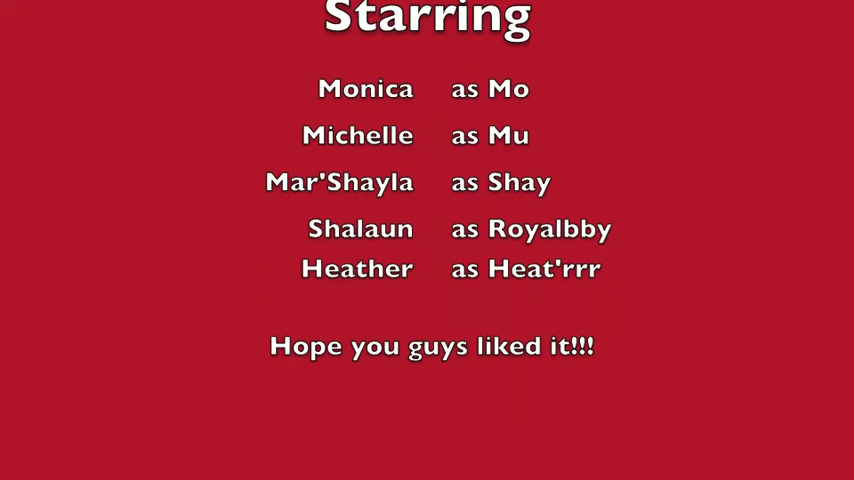 Starring
Monica as Mo
Michelle as Mu
Mar'Shayla as Shay
Shalaun as Royalbby
Heather as Heat'rrr
Hope you guys liked it!!!